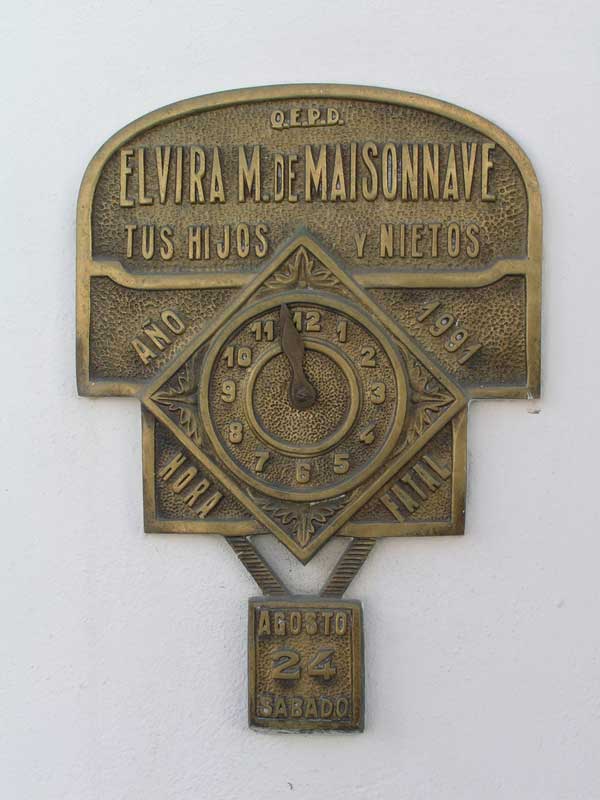 Q.E.P.D.
ELVIRA M. DE MAISONNAVE
TUS HIJOS Y NIETOS
AÑO 1991
11 12 1
10 2
9 3
8 4
7 6 5
HORA FATAL
AGOSTO
24
SABADO